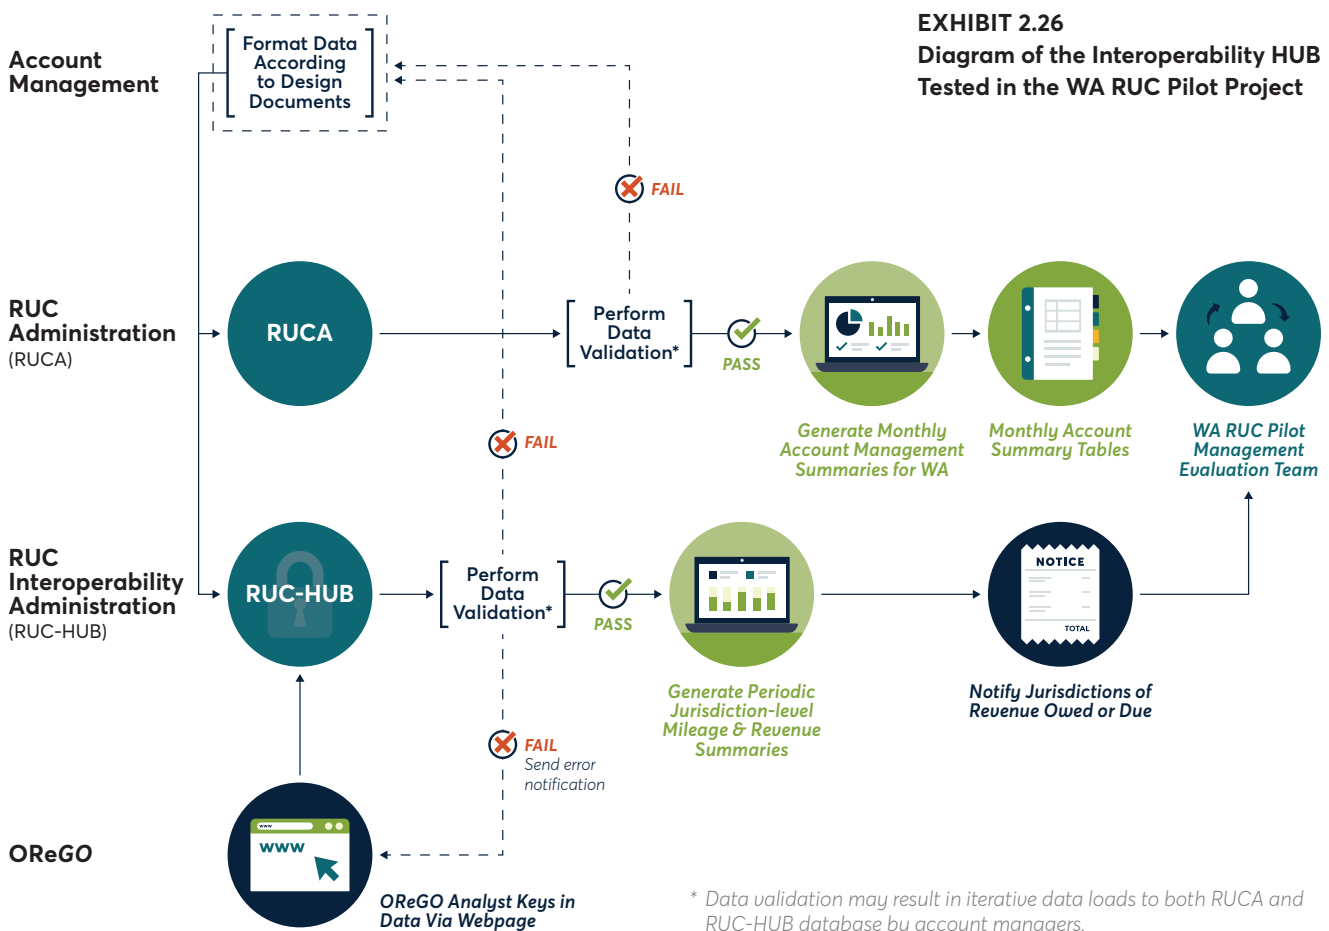 EXHIBIT 2.26
Diagram of the Interoperability HUB
Tested in the WA RUC Pilot Project
Account
Management
Format Data
According
to Design
Documents
FAIL
RUC
Administration
(RUCA)
RUCA
Perform
Data
Validation*
PASS
Generate Monthly
Account Management
Summaries for WA
Monthly Account
Summary Tables
WA RUC Pilot
Management
Evaluation Team
FAIL
RUC
Interoperability
Administration
(RUC-HUB)
RUC-HUB
Perform
Data
Validation*
PASS
Generate Periodic
Jurisdiction-level
Mileage & Revenue
Summaries
NOTICE
TOTAL
Notify Jurisdictions of
Revenue Owed or Due
FAIL
Send error
notification
OReGO
www
www
OReGO Analyst Keys in
Data Via Webpage
* Data validation may result in iterative data loads to both RUCA and
RUC-HUB database by account managers.